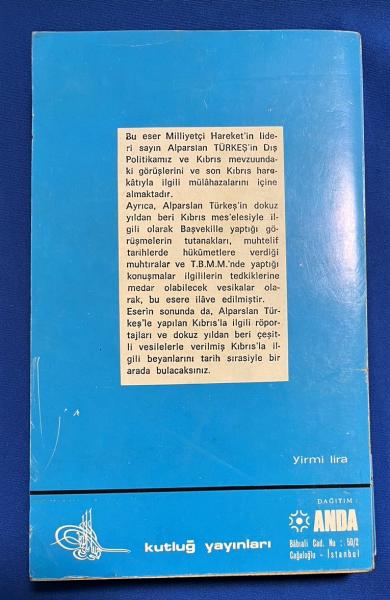 Bu eser Milliyetçi Hareket'in lide-
ri sayın Alparslan TÜRKEŞ'in Dış
Politikamız ve Kıbrıs mevzuunda-
ki görüşlerini ve son Kıbrıs hare-
kâtıyla ilgili mülâhazalarını içine
almaktadır.
Ayrıca, Alparslan Türkeş'in dokuz
yıldan beri Kıbrıs mes'elesiyle il-
gili olarak Başvekille yaptığı gö-
rüşmelerin tutanakları, muhtelif
tarihlerde hükûmetlere verdiği
muhtıralar ve T.B.M.M.'nde yaptığı
konuşmalar ilgililerin tedkiklerine
medar olabilecek vesikalar ola-
rak, bu esere ilâve edilmiştir.
Eserin sonunda da, Alparslan Tür-
keş'le yapılan Kıbrıs'la ilgili röpor-
tajları ve dokuz yıldan beri çeşit-
li vesilelerle verilmiş Kıbrıs'la il-
gili beyanlarını tarih sırasiyle bir
arada bulacaksınız.
yirmi lira
DAĞITIM:
ANDA
Bâbıali Cad. No : 50/2
Cağaloğlu - İstanbul
kutluğ yayınları